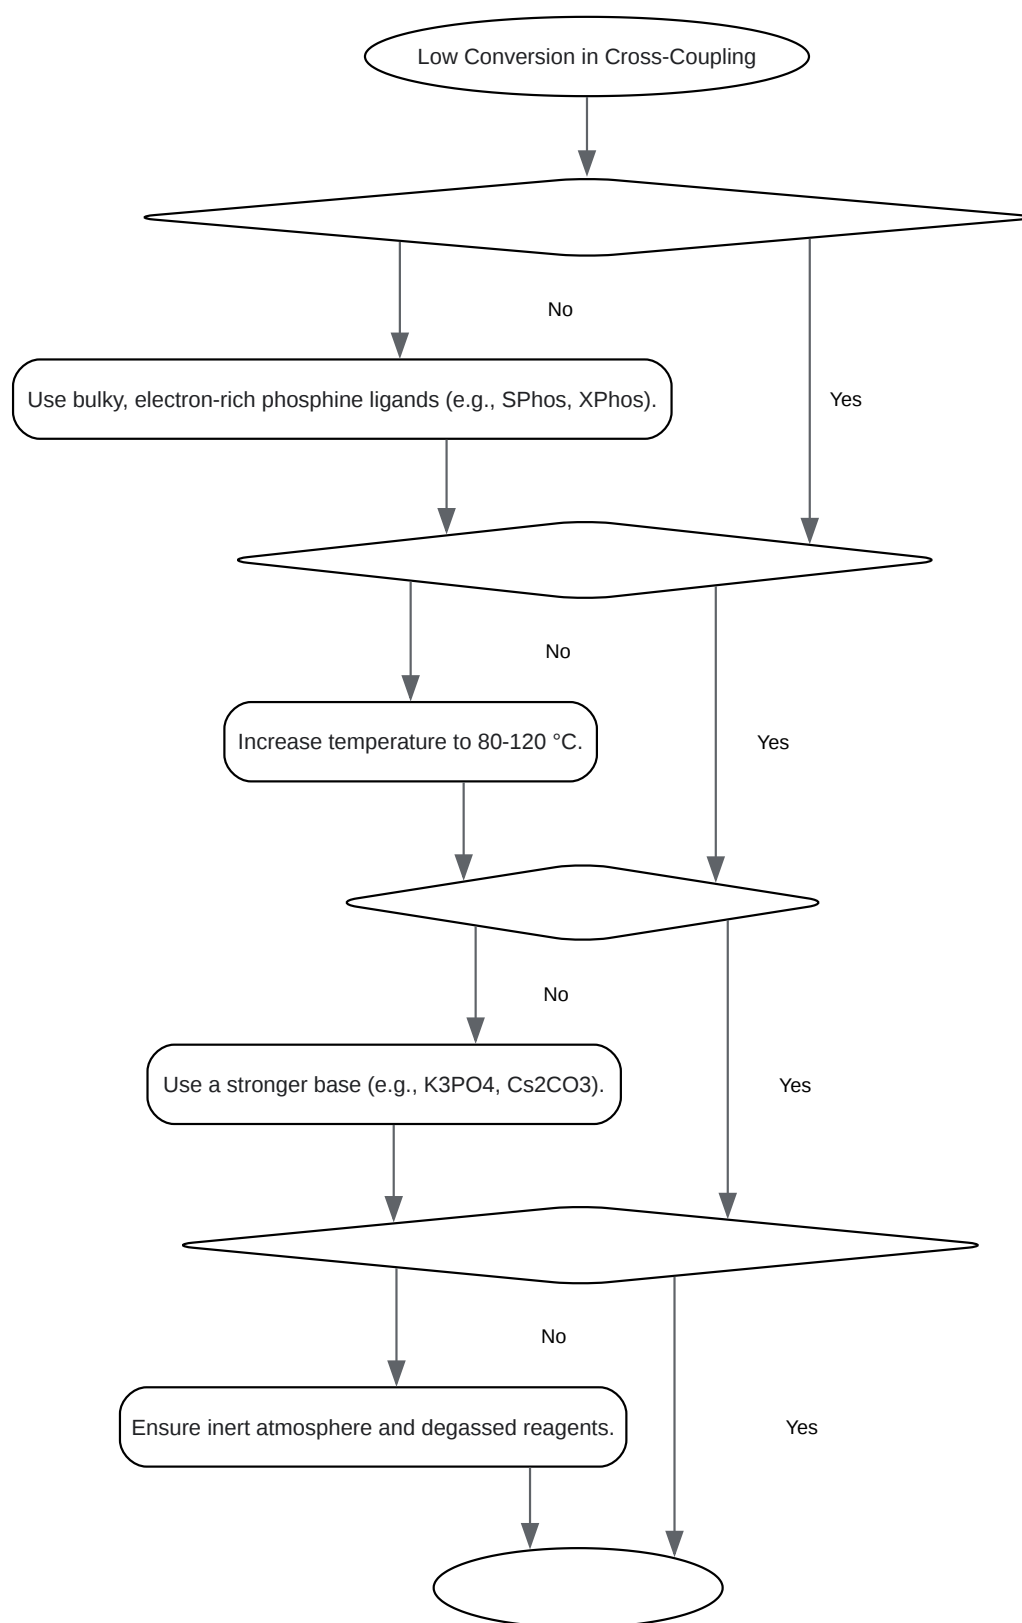 Low Conversion in Cross-Coupling
No
Use bulky, electron-rich phosphine ligands (e.g., SPhos, XPhos).
Yes
No
Increase temperature to 80-120 °C.
Yes
No
Use a stronger base (e.g., K3PO4, Cs2CO3).
Yes
No
Ensure inert atmosphere and degassed reagents.
Yes